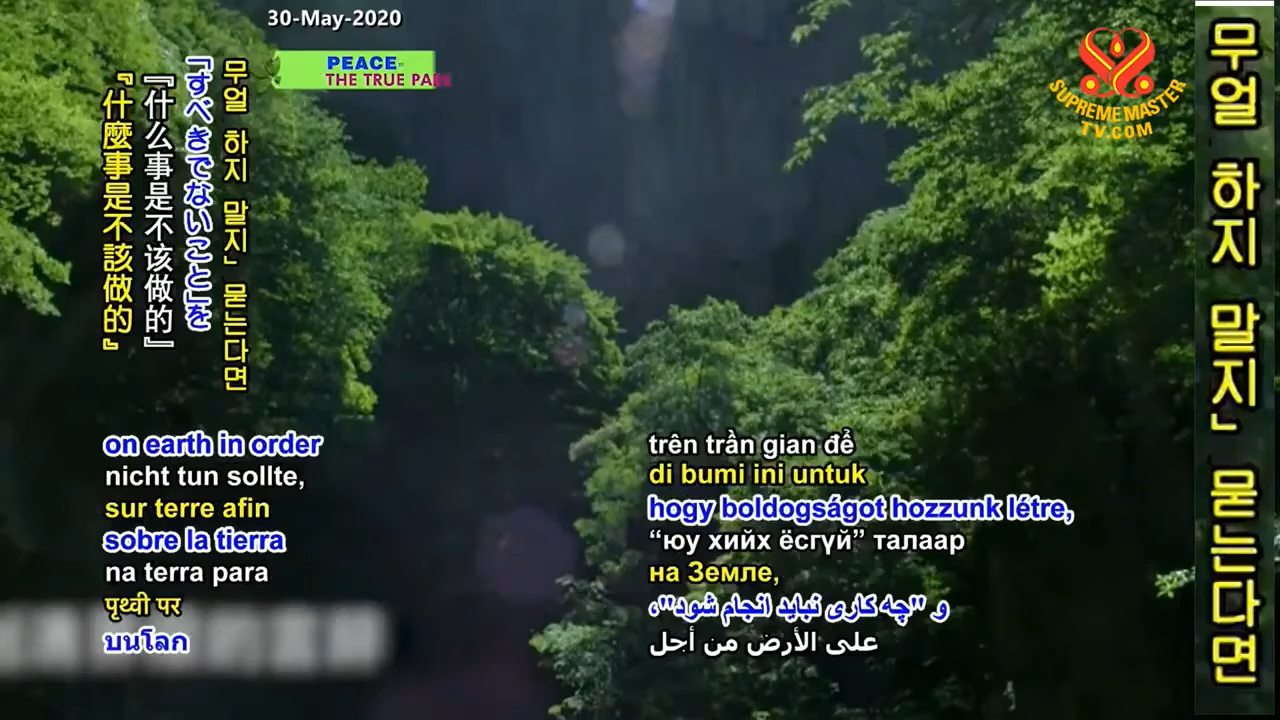 30-May-2020
PEACE-
THE TRUE
SUPREME MASTER
TV.COM
무얼 하지 말지」 묻는다면
「すべきでないこと」を
『什么事是不该做的』
『什麼事是不該做的』
무얼 하지 말지」 묻는다면
on earth in order
nicht tun sollte,
sur terre afin
sobre la tierra
na terra para
पृथ्वी पर
บนโลก
trên trần gian để
di bumi ini untuk
hogy boldogságot hozzunk létre,
“юу хийх ёсгүй” талаар
на Земле,
و "چه کاری نباید انجام شود"،
على الأرض من أجل